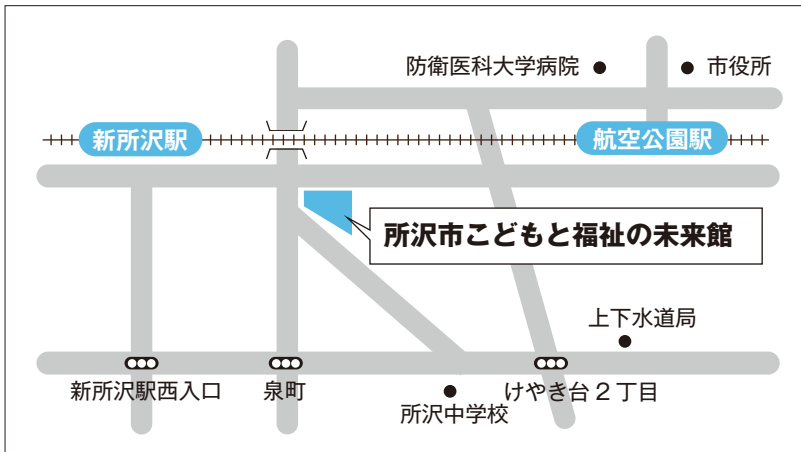 防衛医科大学病院
市役所
新所沢駅
航空公園駅
所沢市こどもと福祉の未来館
上下水道局
新所沢駅西入口
泉町
けやき台2丁目
所沢中学校